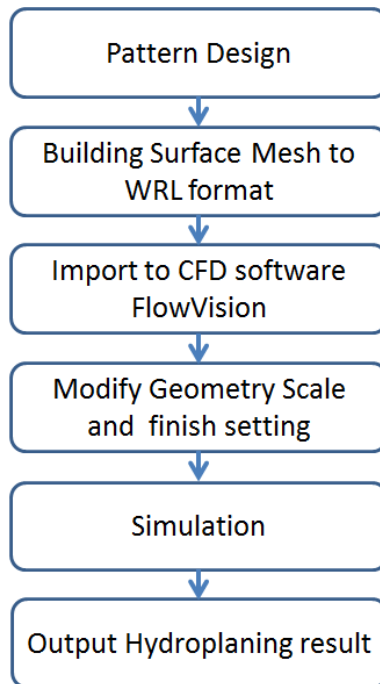 Pattern Design
Building Surface Mesh to
WRL format
Import to CFD software
FlowVision
Modify Geometry Scale
and finish setting
Simulation
Output Hydroplaning result